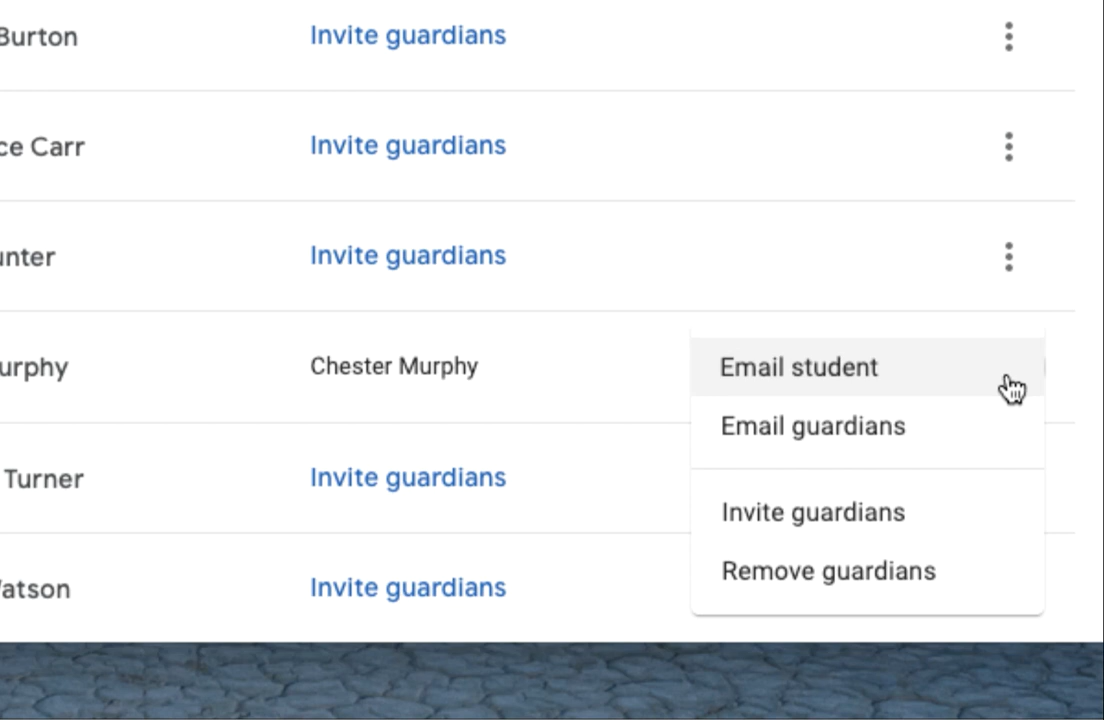 Burton Invite guardians
ce Carr Invite guardians
unter Invite guardians
urphy Chester Murphy Email student
Email guardians
Turner Invite guardians
Invite guardians
Remove guardians
Watson Invite guardians